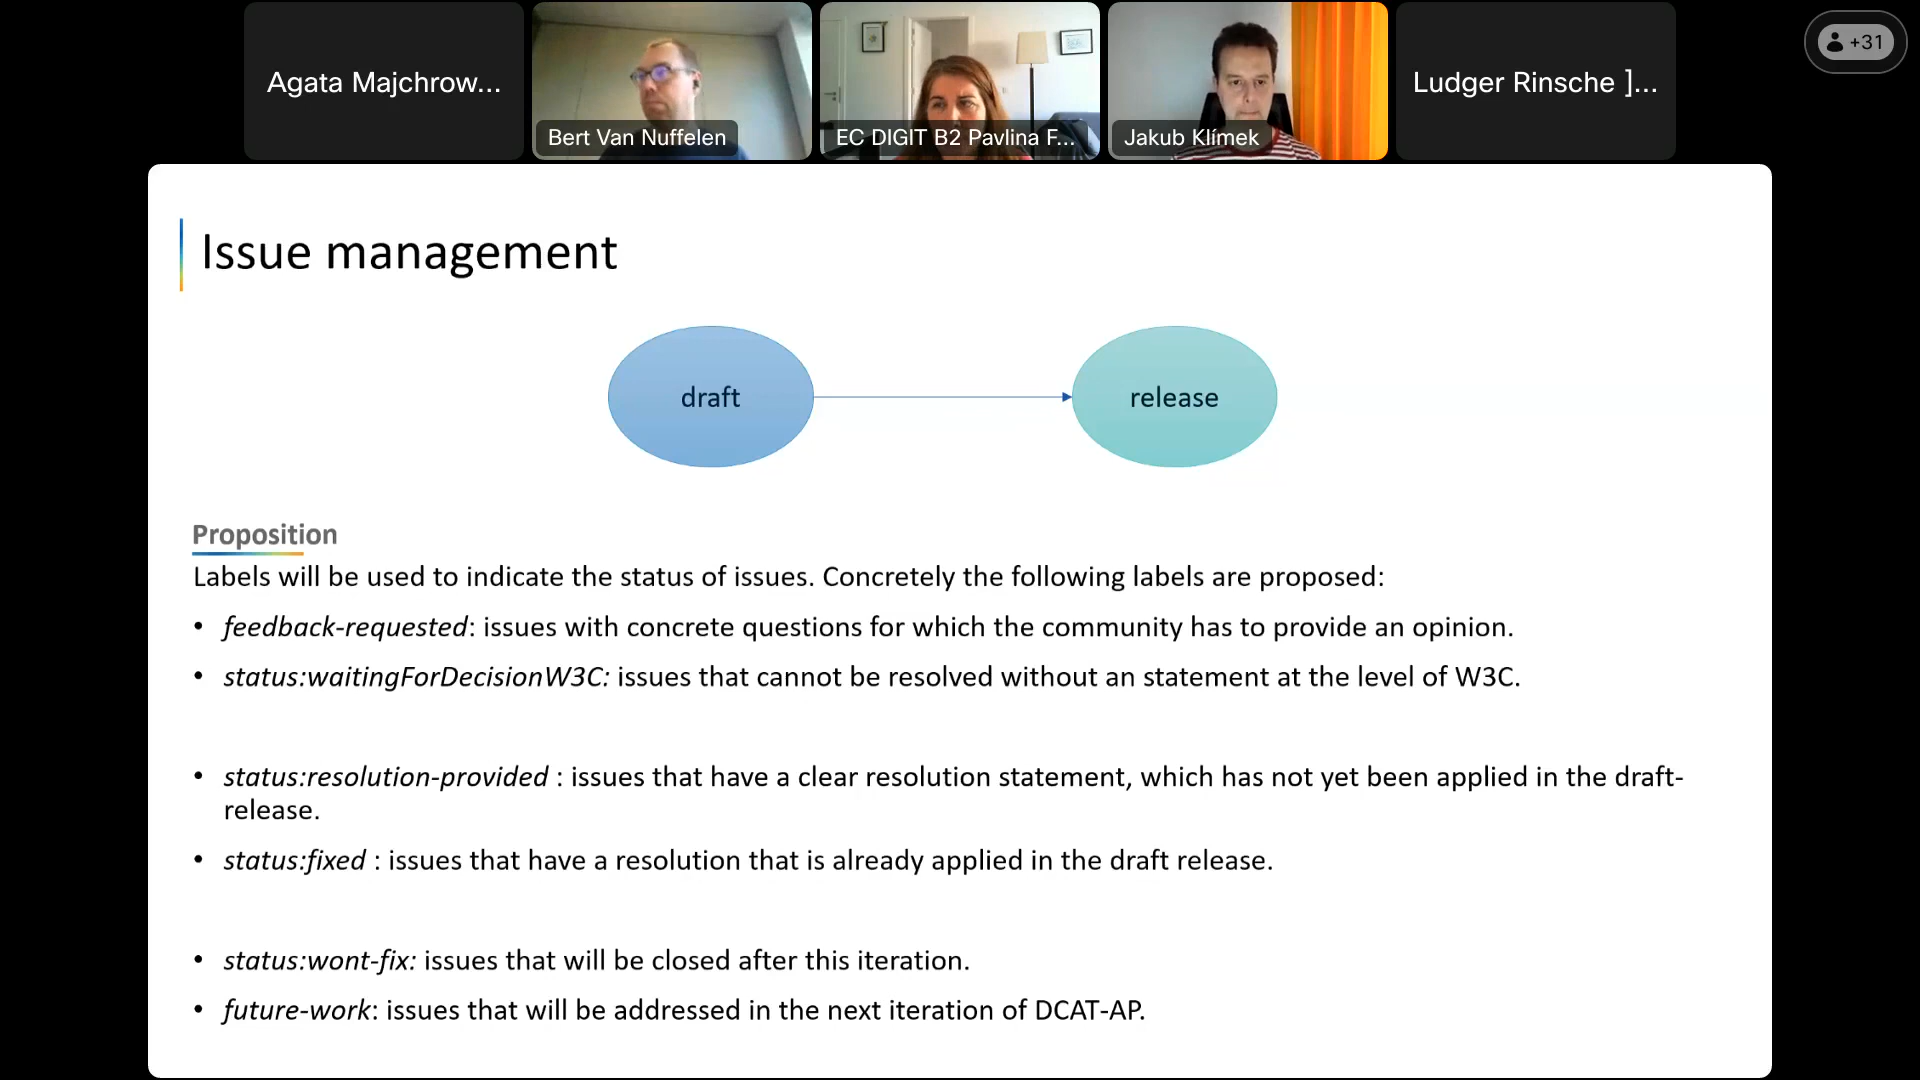 Agata Majchrow...
Bert Van Nuffelen
EC DIGIT B2 Pavlina F...
Jakub Klímek
Ludger Rinsche ]...
+31
Issue management
draft
release
Proposition
Labels will be used to indicate the status of issues. Concretely the following labels are proposed:
• feedback-requested: issues with concrete questions for which the community has to provide an opinion.
• status:waitingForDecisionW3C: issues that cannot be resolved without an statement at the level of W3C.
• status:resolution-provided : issues that have a clear resolution statement, which has not yet been applied in the draft-
release.
• status:fixed : issues that have a resolution that is already applied in the draft release.
• status:wont-fix: issues that will be closed after this iteration.
• future-work: issues that will be addressed in the next iteration of DCAT-AP.